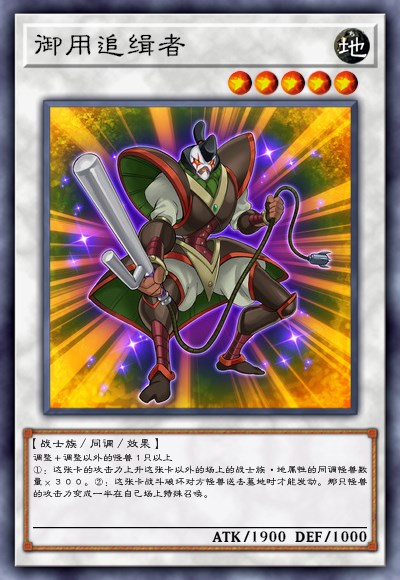 御用追缉者
地
【战士族／同调／效果】
调整＋调整以外的怪兽1只以上
①：这张卡的攻击力上升这张卡以外的场上的战士族·地属性的同调怪兽数
量×300。②：这张卡战斗破坏对方怪兽送去墓地时才能发动。那只怪兽
的攻击力变成一半在自己场上特殊召唤。
ATK/1900 DEF/1000